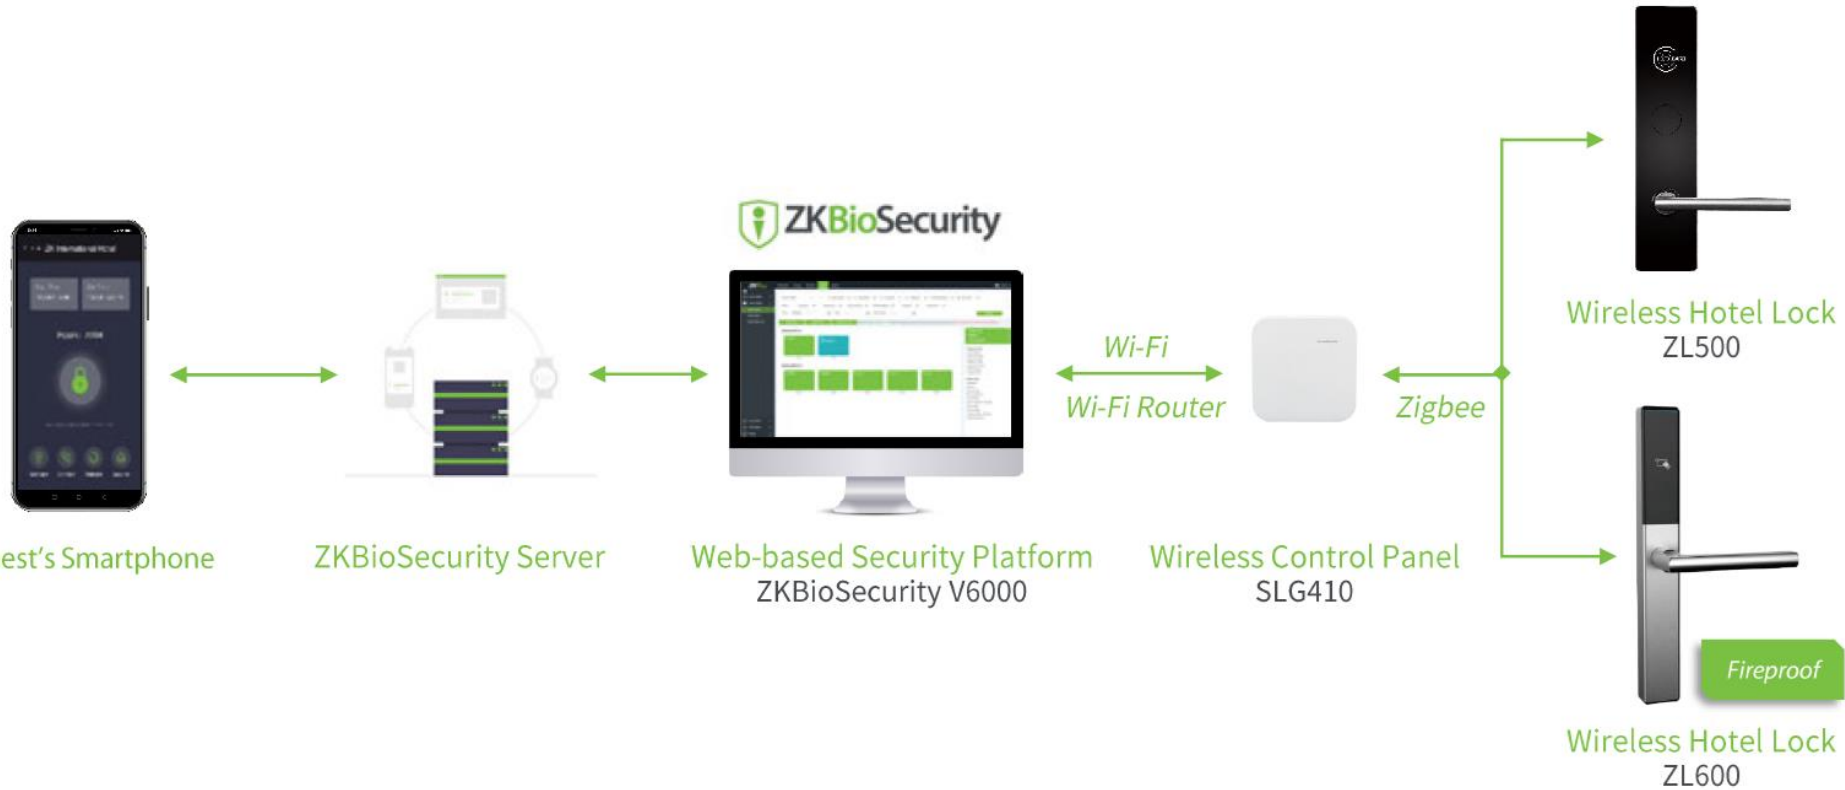 ZKBioSecurity
Wi-Fi
Wi-Fi Router
Zigbee
Wireless Hotel Lock
ZL500
Fireproof
est's Smartphone
ZKBioSecurity Server
Web-based Security Platform
ZKBioSecurity V6000
Wireless Control Panel
SLG410
Wireless Hotel Lock
ZL600